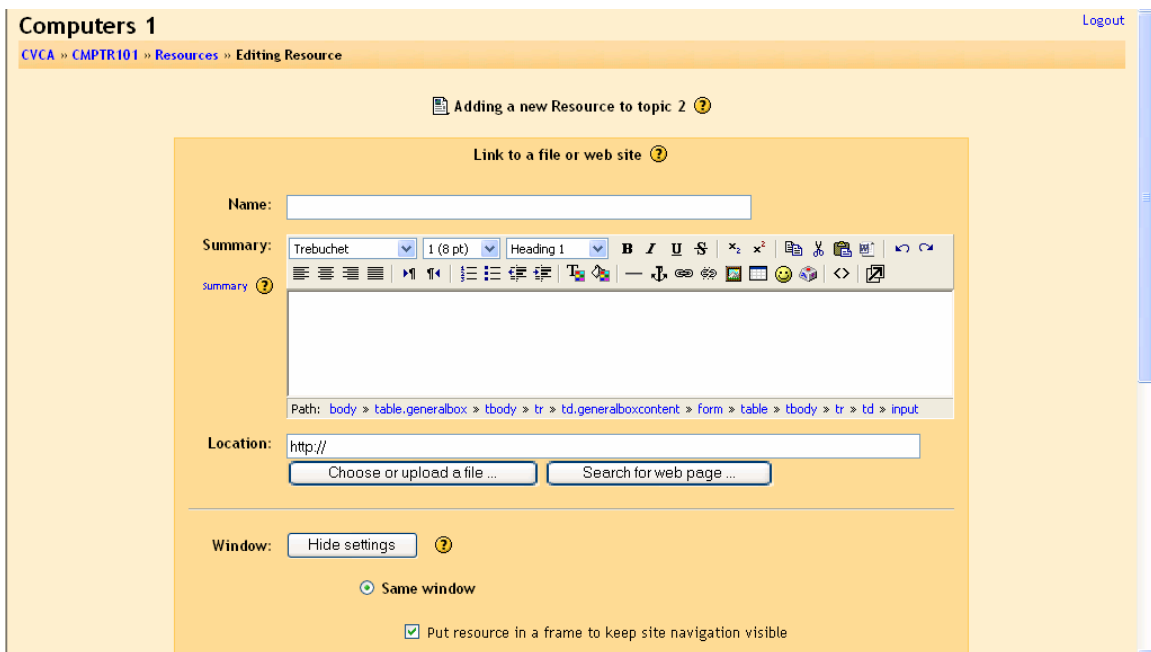 Computers 1
Logout
CVCA » CMPTR101 » Resources » Editing Resource
Adding a new Resource to topic 2 ?
Link to a file or web site ?
Name:
Summary:
Trebuchet 1 (8 pt) Heading 1 B I U S ×₂ ×²
Summary ?
Path: body » table.generalbox » tbody » tr » td.generalboxcontent » form » table » tbody » tr » td » input
Location: http://
Choose or upload a file ... Search for web page ...
Window: Hide settings ?
Same window
Put resource in a frame to keep site navigation visible